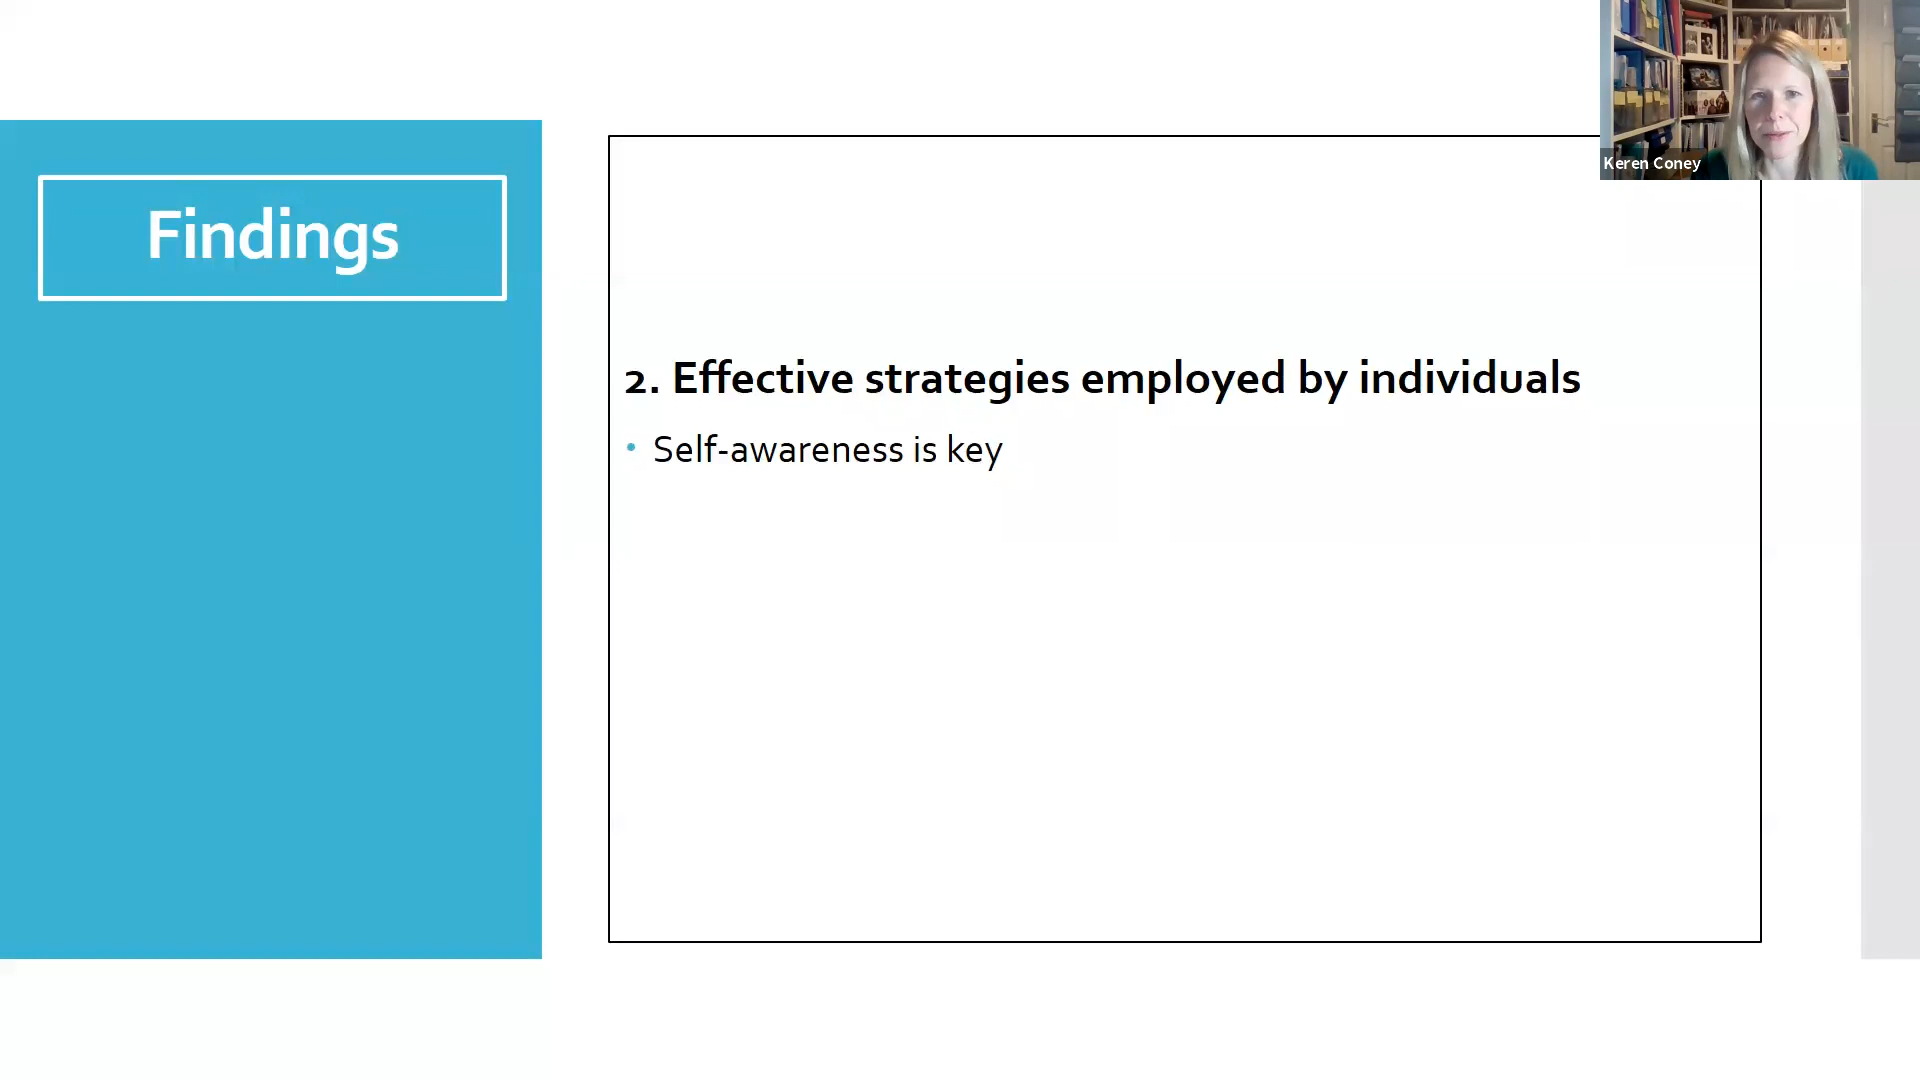 Keren Coney
Findings
2. Effective strategies employed by individuals
• Self-awareness is key